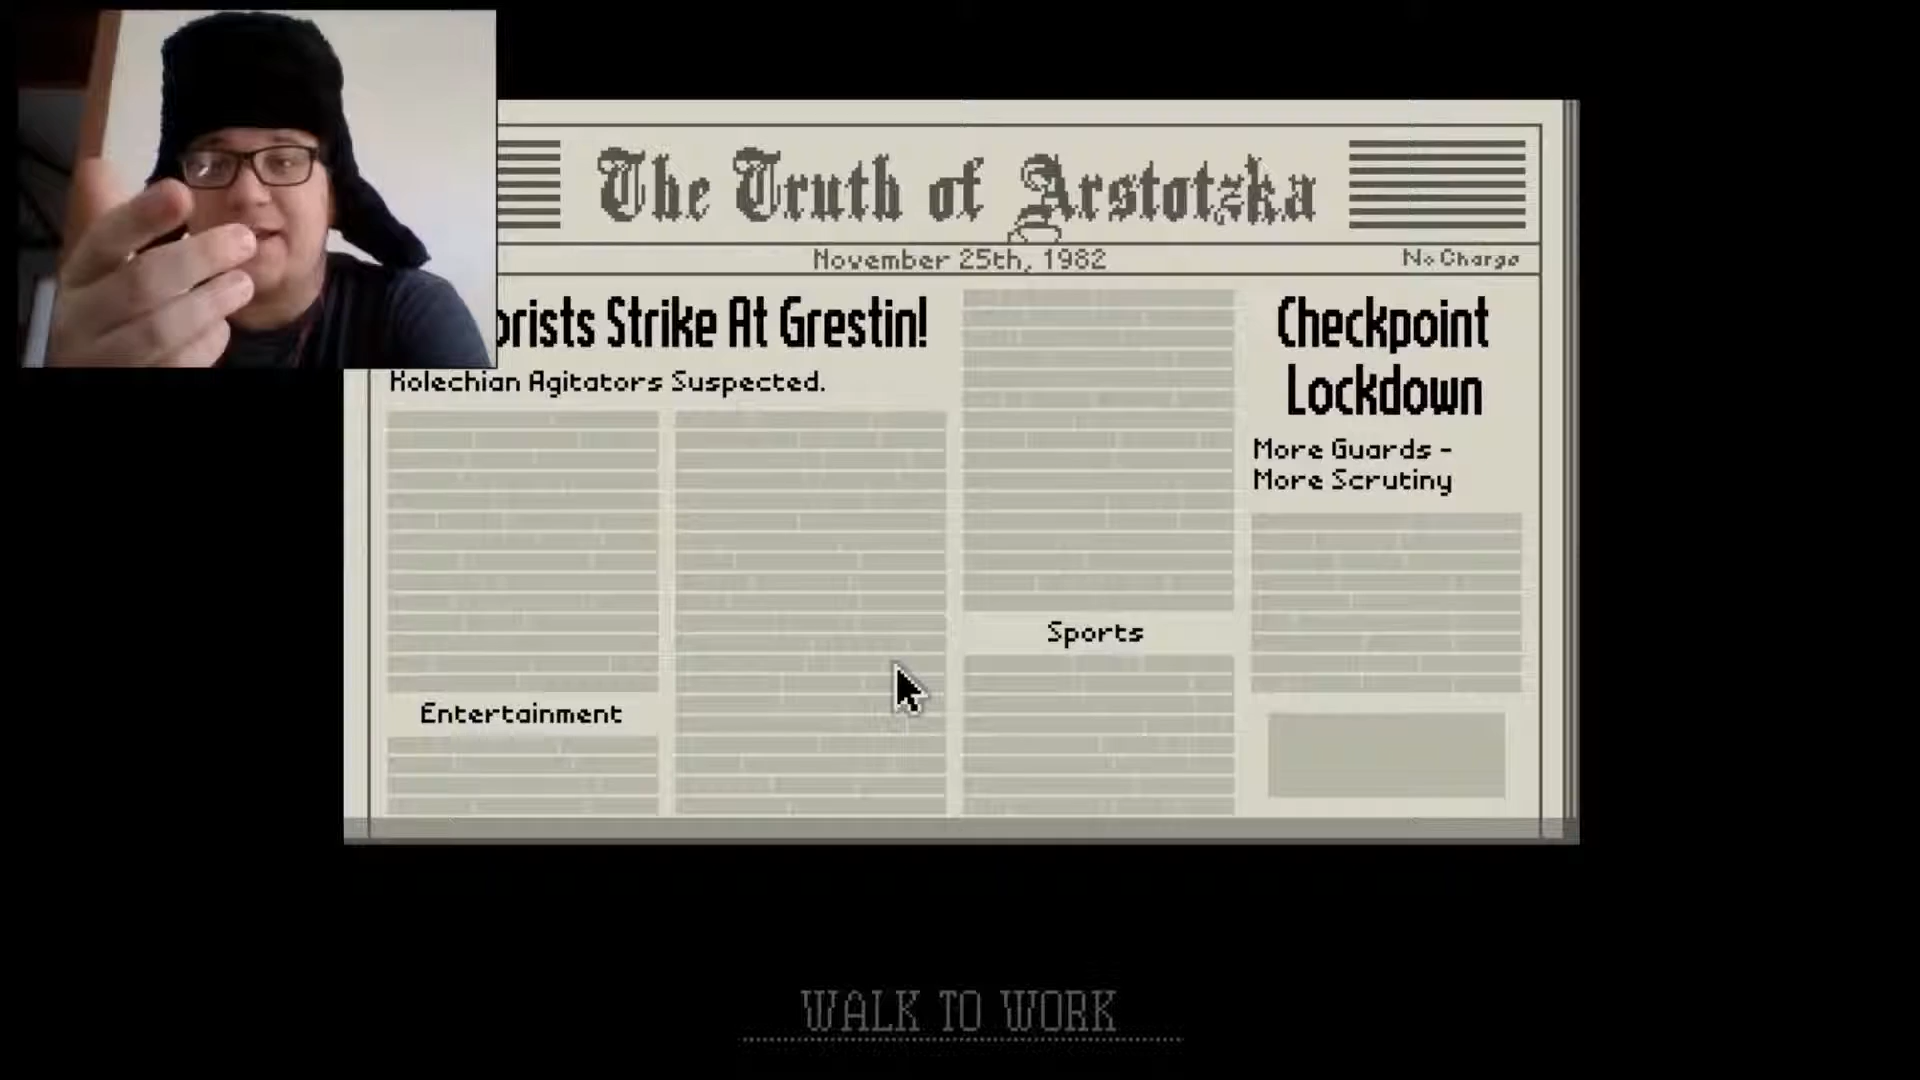 The Truth of Arstotzka
November 25th, 1982
No Charge
orists Strike At Grestin!
Kolechian Agitators Suspected.
Entertainment
Sports
Checkpoint
Lockdown
More Guards -
More Scrutiny
WALK TO WORK